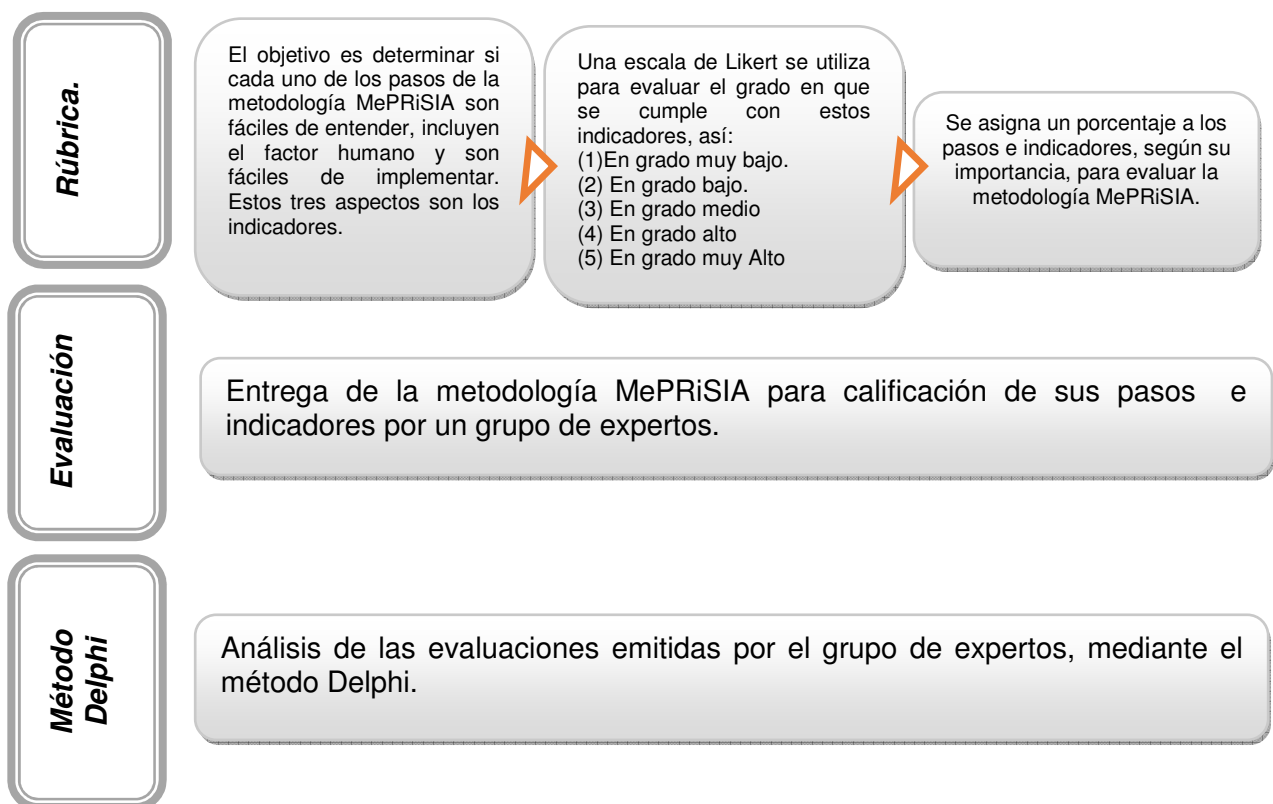 Rúbrica.
El objetivo es determinar si
cada uno de los pasos de la
metodología MePRiSIA son
fáciles de entender, incluyen
el factor humano y son
fáciles de implementar.
Estos tres aspectos son los
indicadores.
Una escala de Likert se utiliza
para evaluar el grado en que
se cumple con estos
indicadores, así:
(1)En grado muy bajo.
(2) En grado bajo.
(3) En grado medio
(4) En grado alto
(5) En grado muy Alto
Se asigna un porcentaje a los
pasos e indicadores, según su
importancia, para evaluar la
metodología MePRiSIA.
Evaluación
Entrega de la metodología MePRiSIA para calificación de sus pasos e
indicadores por un grupo de expertos.
Método
Delphi
Análisis de las evaluaciones emitidas por el grupo de expertos, mediante el
método Delphi.